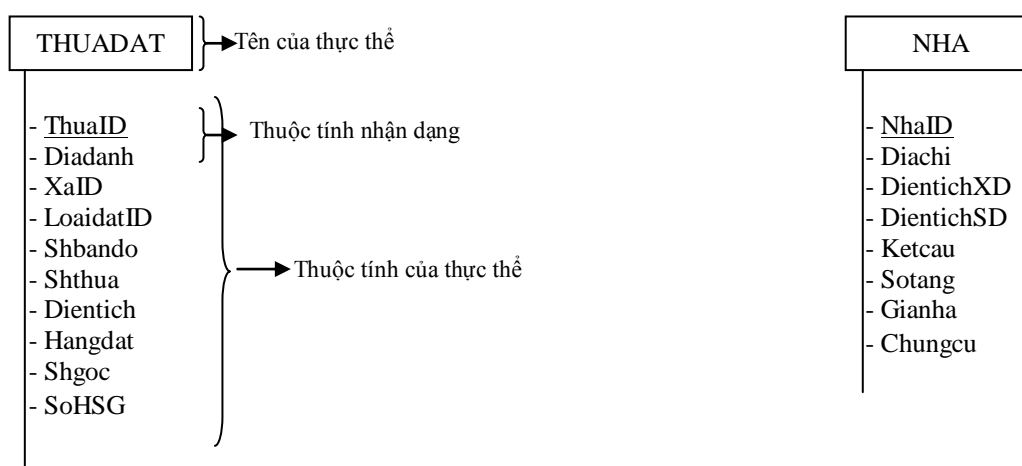 THUADAT
Tên của thực thể
- ThuaID
Thuộc tính nhận dạng
- Diadanh
- XaID
- LoaidatID
- Shbando
- Shthua
Thuộc tính của thực thể
- Dientich
- Hangdat
- Shgoc
- SoHSG
NHA
- NhaID
- Diachi
- DientichXD
- DientichSD
- Ketcau
- Sotang
- Gianha
- Chungcu